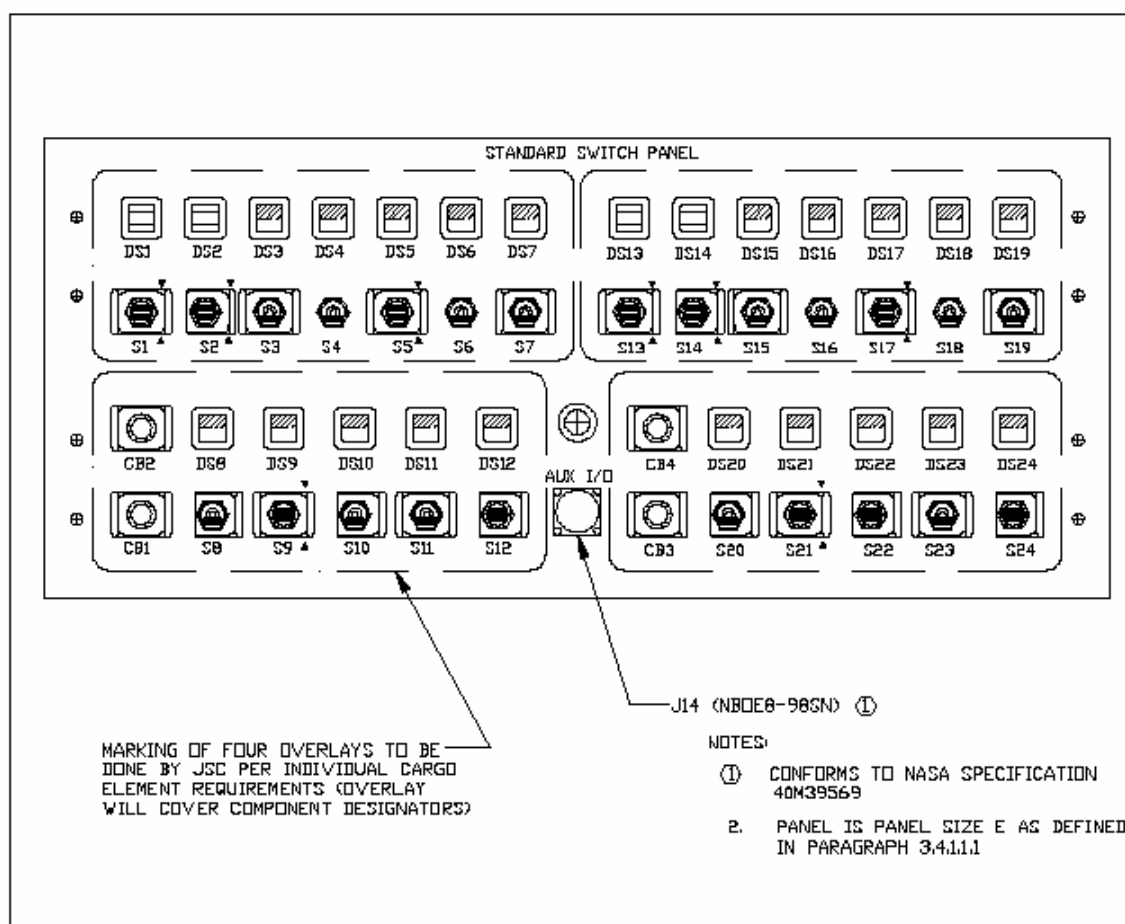 STANDARD SWITCH PANEL
DS1 DS2 DS3 DS4 DS5 DS6 DS7 DS13 DS14 DS15 DS16 DS17 DS18 DS19
S1 S2 S3 S4 S5 S6 S7 S13 S14 S15 S16 S17 S18 S19
CB2 DS8 DS9 DS10 DS11 DS12 CB4 DS20 DS21 DS22 DS23 DS24
AUX I/O
CB1 S8 S9 S10 S11 S12 CB3 S20 S21 S22 S23 S24
J14 (NB0E8-98SN) ①
MARKING OF FOUR OVERLAYS TO BE
DONE BY JSC PER INDIVIDUAL CARGO
ELEMENT REQUIREMENTS (OVERLAY
WILL COVER COMPONENT DESIGNATORS)
NOTES:
① CONFORMS TO NASA SPECIFICATION
40M39569
2. PANEL IS PANEL SIZE E AS DEFINED
IN PARAGRAPH 3.4.1.1.1